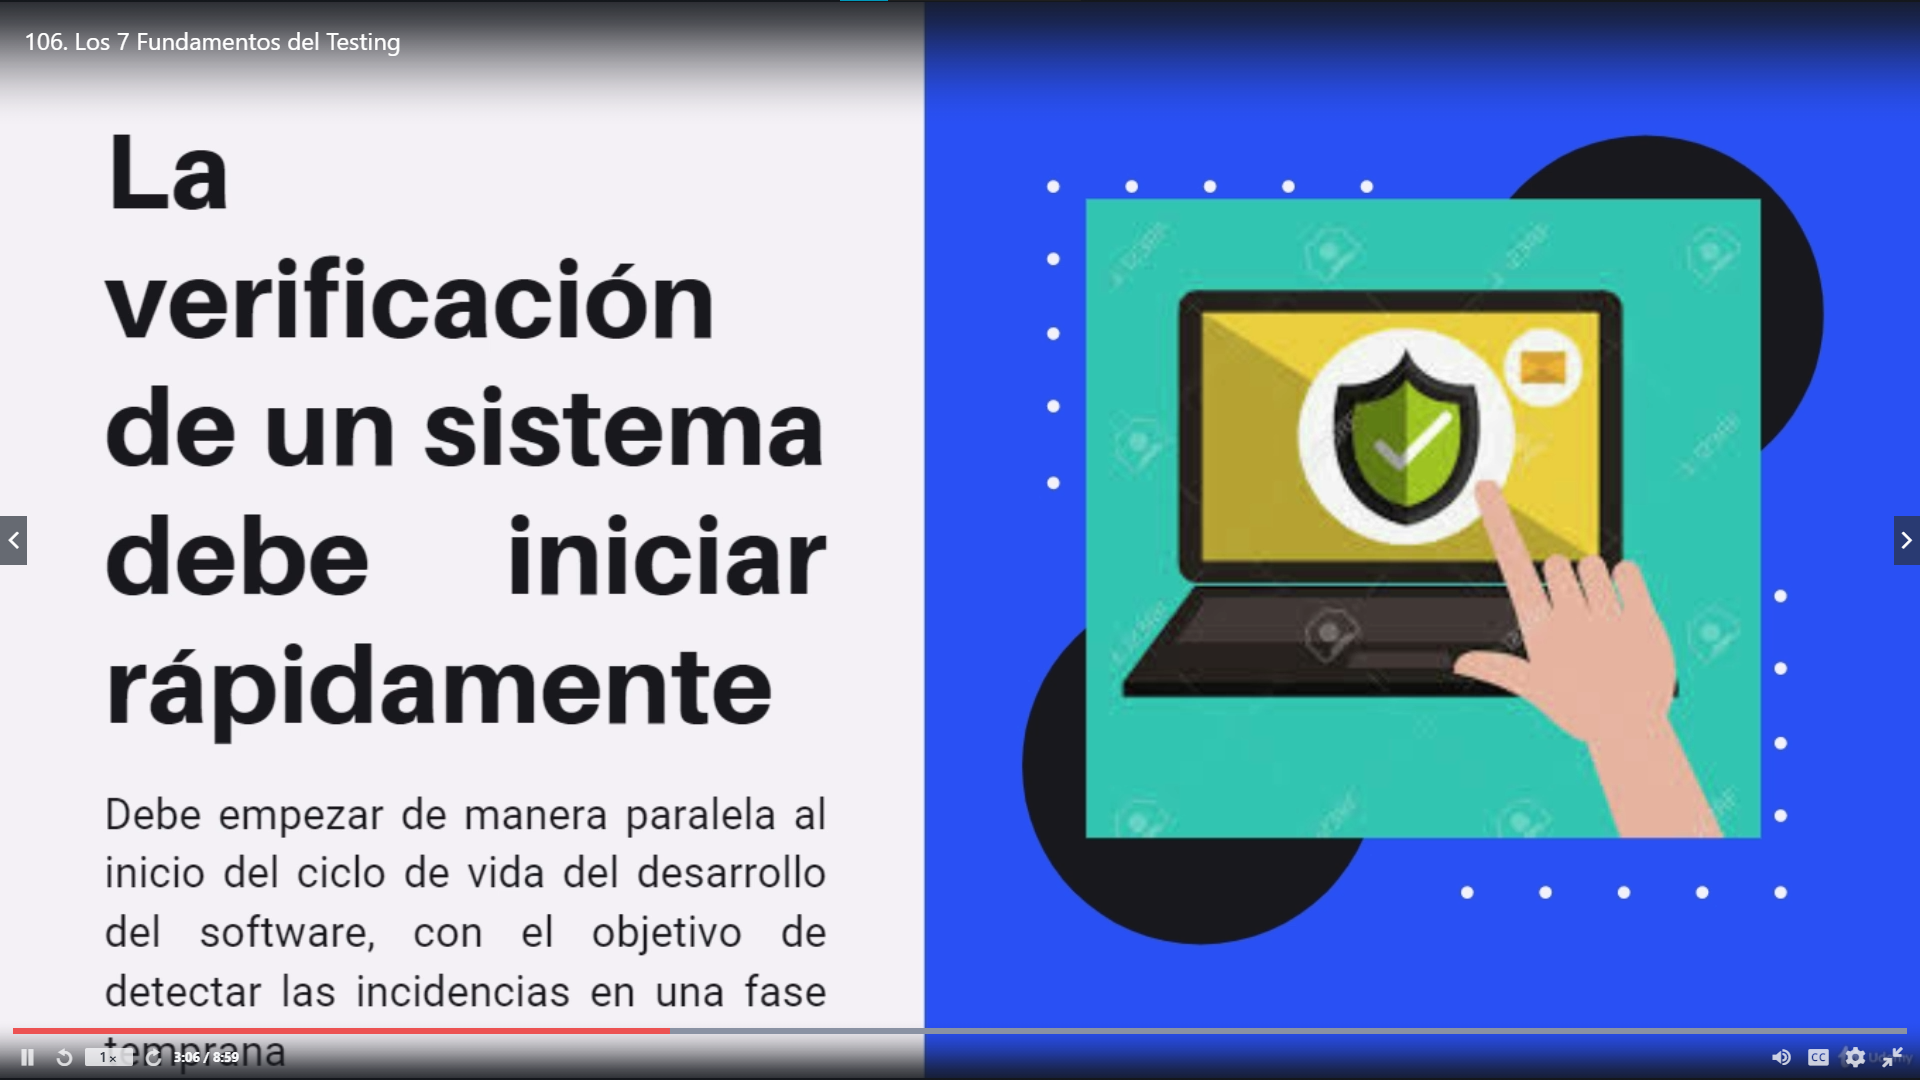 106. Los 7 Fundamentos del Testing
La
verificación
de un sistema
debe iniciar
rápidamente
Debe empezar de manera paralela al
inicio del ciclo de vida del desarrollo
del software, con el objetivo de
detectar las incidencias en una fase
temprana
1×
3:06 / 8:59
CC